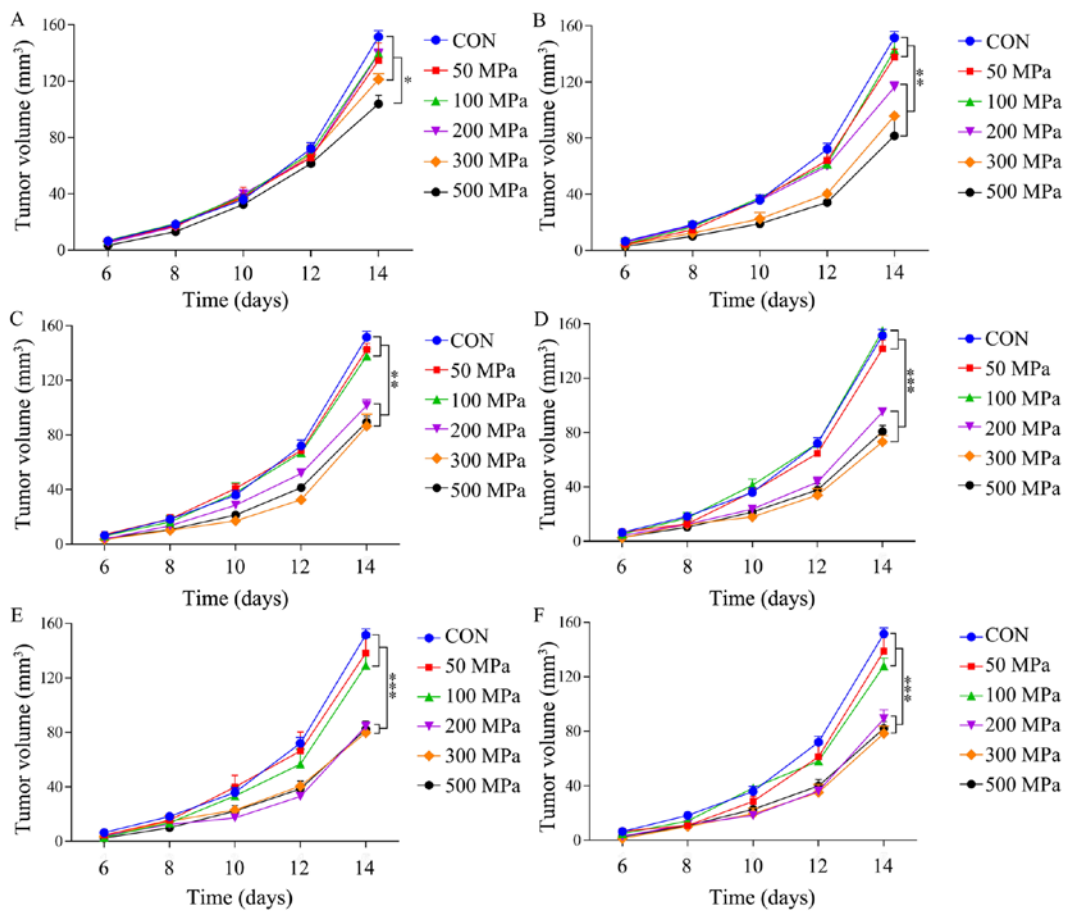 A
Tumor volume (mm³)
160
120
80
40
0
6 8 10 12 14
Time (days)
*
CON
50 MPa
100 MPa
200 MPa
300 MPa
500 MPa
B
Tumor volume (mm³)
160
120
80
40
0
6 8 10 12 14
Time (days)
**
CON
50 MPa
100 MPa
200 MPa
300 MPa
500 MPa
C
Tumor volume (mm³)
160
120
80
40
0
6 8 10 12 14
Time (days)
**
CON
50 MPa
100 MPa
200 MPa
300 MPa
500 MPa
D
Tumor volume (mm³)
160
120
80
40
0
6 8 10 12 14
Time (days)
***
CON
50 MPa
100 MPa
200 MPa
300 MPa
500 MPa
E
Tumor volume (mm³)
160
120
80
40
0
6 8 10 12 14
Time (days)
***
CON
50 MPa
100 MPa
200 MPa
300 MPa
500 MPa
F
Tumor volume (mm³)
160
120
80
40
0
6 8 10 12 14
Time (days)
***
CON
50 MPa
100 MPa
200 MPa
300 MPa
500 MPa